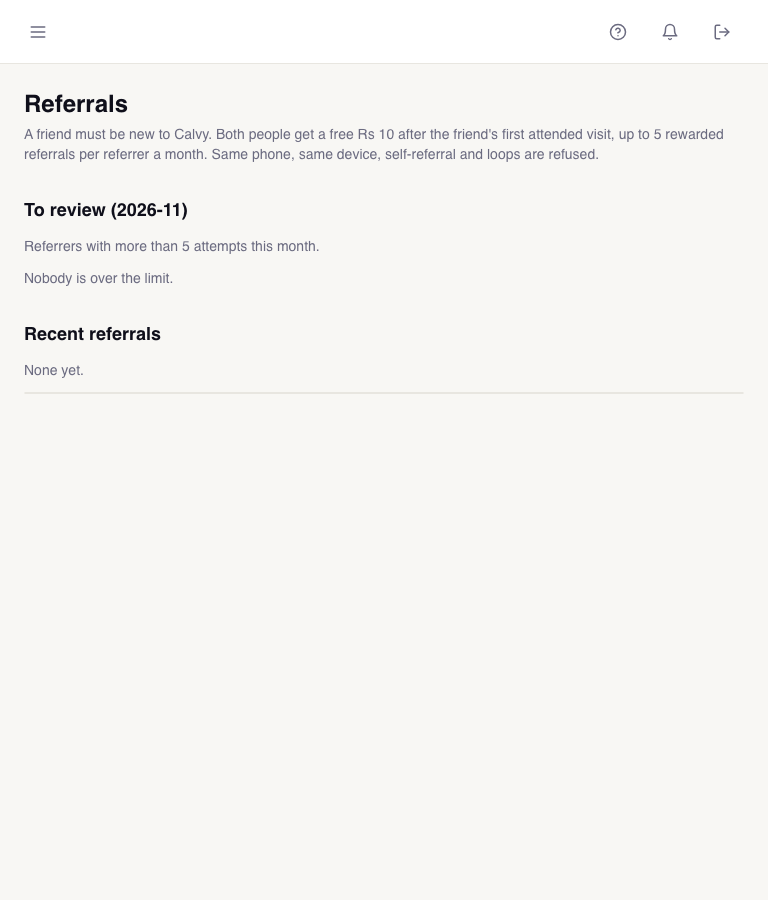 Referrals
A friend must be new to Calvy. Both people get a free Rs 10 after the friend's first attended visit, up to 5 rewarded
referrals per referrer a month. Same phone, same device, self-referral and loops are refused.
To review (2026-11)
Referrers with more than 5 attempts this month.
Nobody is over the limit.
Recent referrals
None yet.